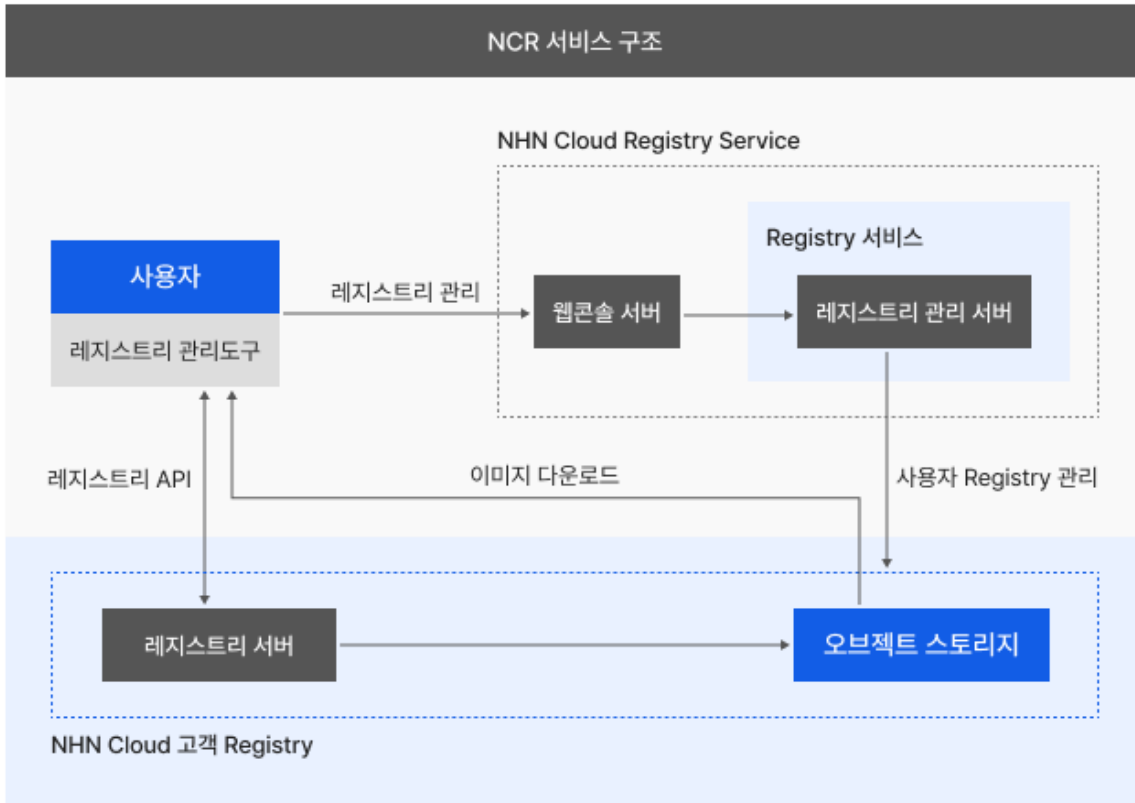 NCR 서비스 구조
NHN Cloud Registry Service
Registry 서비스
사용자
레지스트리 관리도구
레지스트리 관리
웹콘솔 서버
레지스트리 관리 서버
레지스트리 API
이미지 다운로드
사용자 Registry 관리
레지스트리 서버
오브젝트 스토리지
NHN Cloud 고객 Registry